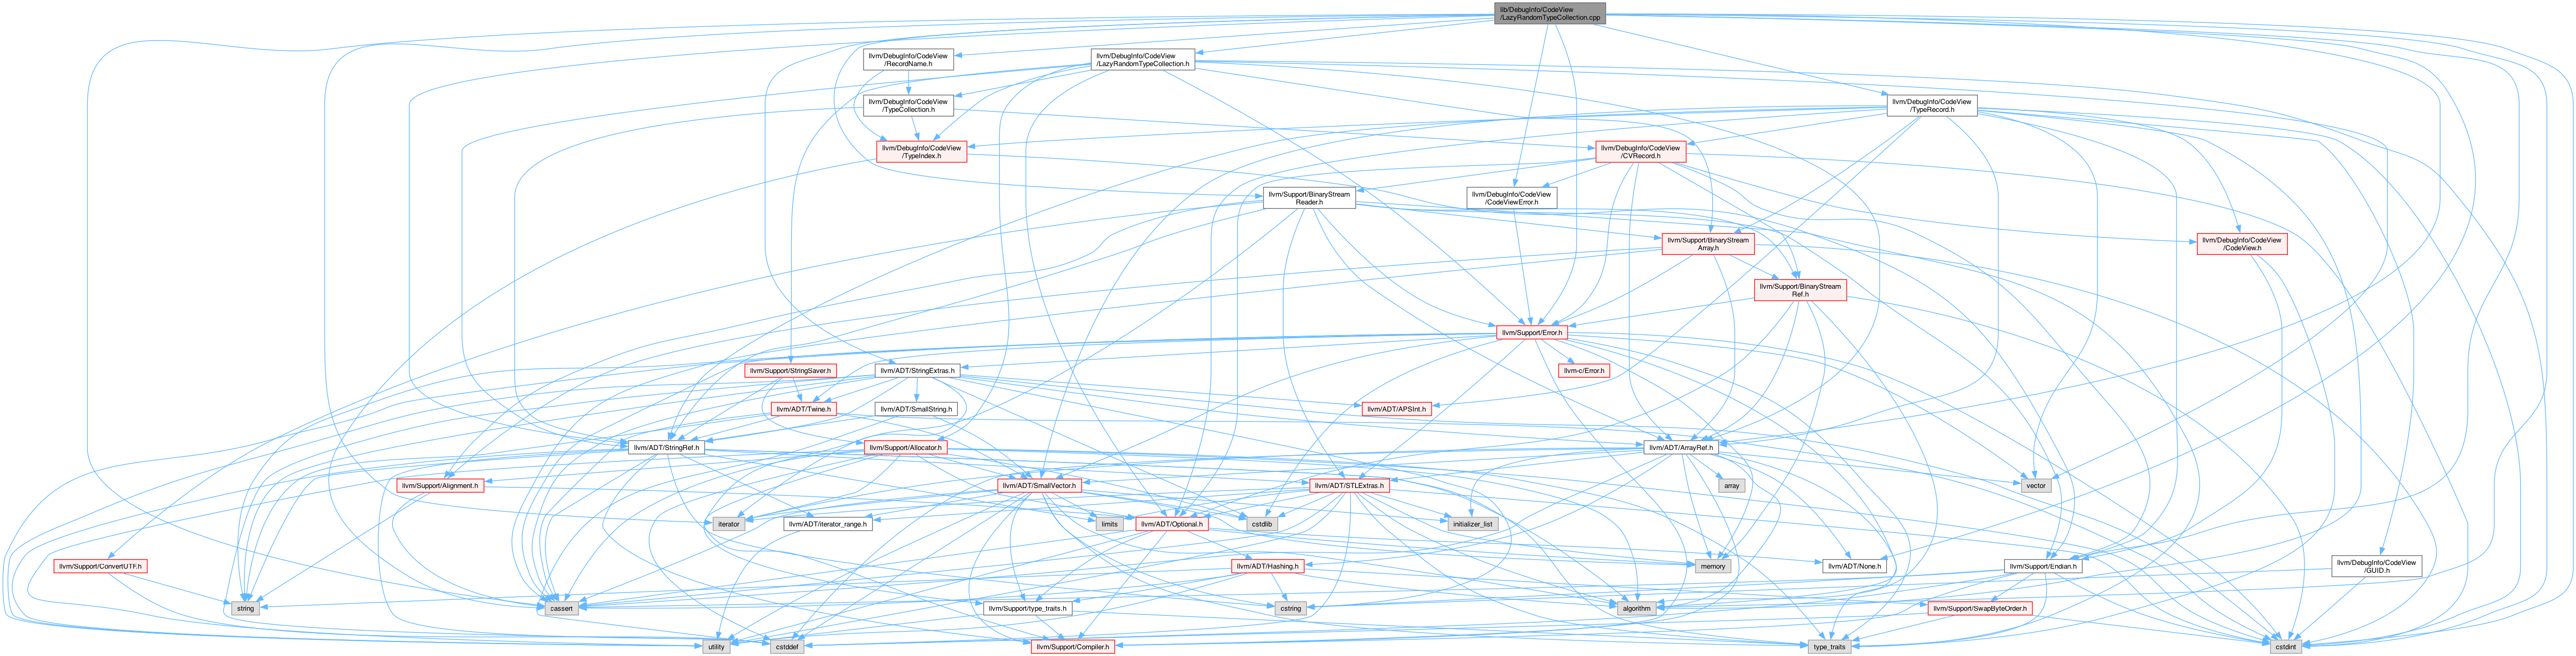 lib/DebugInfo/CodeView
/LazyRandomTypeCollection.cpp
llvm/DebugInfo/CodeView
/RecordName.h
llvm/DebugInfo/CodeView
/LazyRandomTypeCollection.h
llvm/DebugInfo/CodeView
/TypeCollection.h
llvm/DebugInfo/CodeView
/TypeRecord.h
llvm/DebugInfo/CodeView
/TypeIndex.h
llvm/DebugInfo/CodeView
/CVRecord.h
llvm/Support/BinaryStream
Reader.h
llvm/DebugInfo/CodeView
/CodeViewError.h
llvm/Support/BinaryStream
Array.h
llvm/DebugInfo/CodeView
/CodeView.h
llvm/Support/BinaryStream
Ref.h
llvm/Support/Error.h
llvm/Support/StringSaver.h
llvm/ADT/StringExtras.h
llvm-c/Error.h
llvm/ADT/Twine.h
llvm/ADT/SmallString.h
llvm/ADT/APSInt.h
llvm/ADT/StringRef.h
llvm/Support/Allocator.h
llvm/ADT/ArrayRef.h
llvm/Support/Alignment.h
llvm/ADT/SmallVector.h
llvm/ADT/STLExtras.h
array
vector
iterator
llvm/ADT/iterator_range.h
limits
llvm/ADT/Optional.h
cstdlib
initializer_list
llvm/Support/ConvertUTF.h
llvm/ADT/Hashing.h
memory
llvm/ADT/None.h
llvm/Support/Endian.h
llvm/DebugInfo/CodeView
/GUID.h
string
cassert
llvm/Support/type_traits.h
cstring
algorithm
llvm/Support/SwapByteOrder.h
utility
cstddef
llvm/Support/Compiler.h
type_traits
cstdint